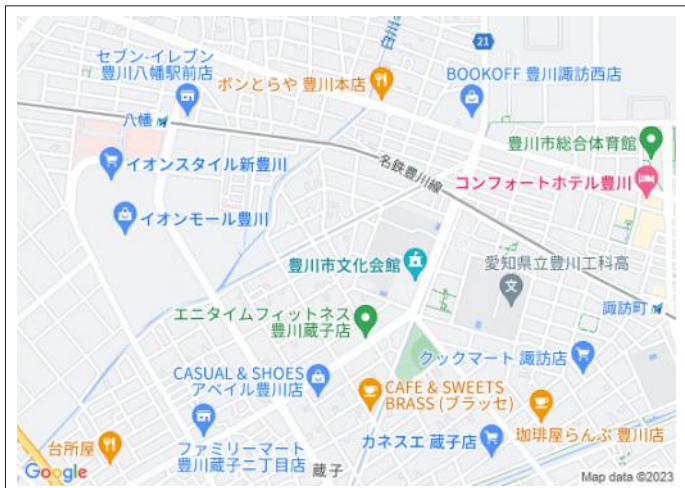 セブン-イレブン
豊川八幡駅前店
21
ボンとらや 豊川本店
BOOKOFF 豊川諏訪西店
八幡
豊川市総合体育館
イオンスタイル新豊川
名鉄豊川線
コンフォートホテル豊川
イオンモール豊川
豊川市文化会館
愛知県立豊川工科高
文
エニタイムフィットネス
豊川蔵子店
諏訪町
クックマート 諏訪店
CASUAL & SHOES
アベイル豊川店
CAFE & SWEETS
BRASS (ブラッセ)
珈琲屋らんぷ 豊川店
台所屋
ファミリーマート
豊川蔵子二丁目店
蔵子
カネスエ 蔵子店
Google
Map data ©2023